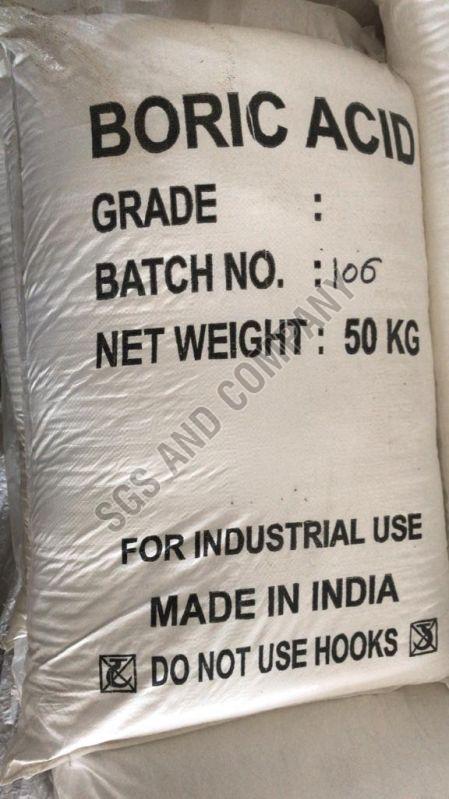 BORIC ACID
GRADE :
BATCH NO. : 106
NET WEIGHT : 50 KG
SGS AND COMPANY
FOR INDUSTRIAL USE
MADE IN INDIA
DO NOT USE HOOKS